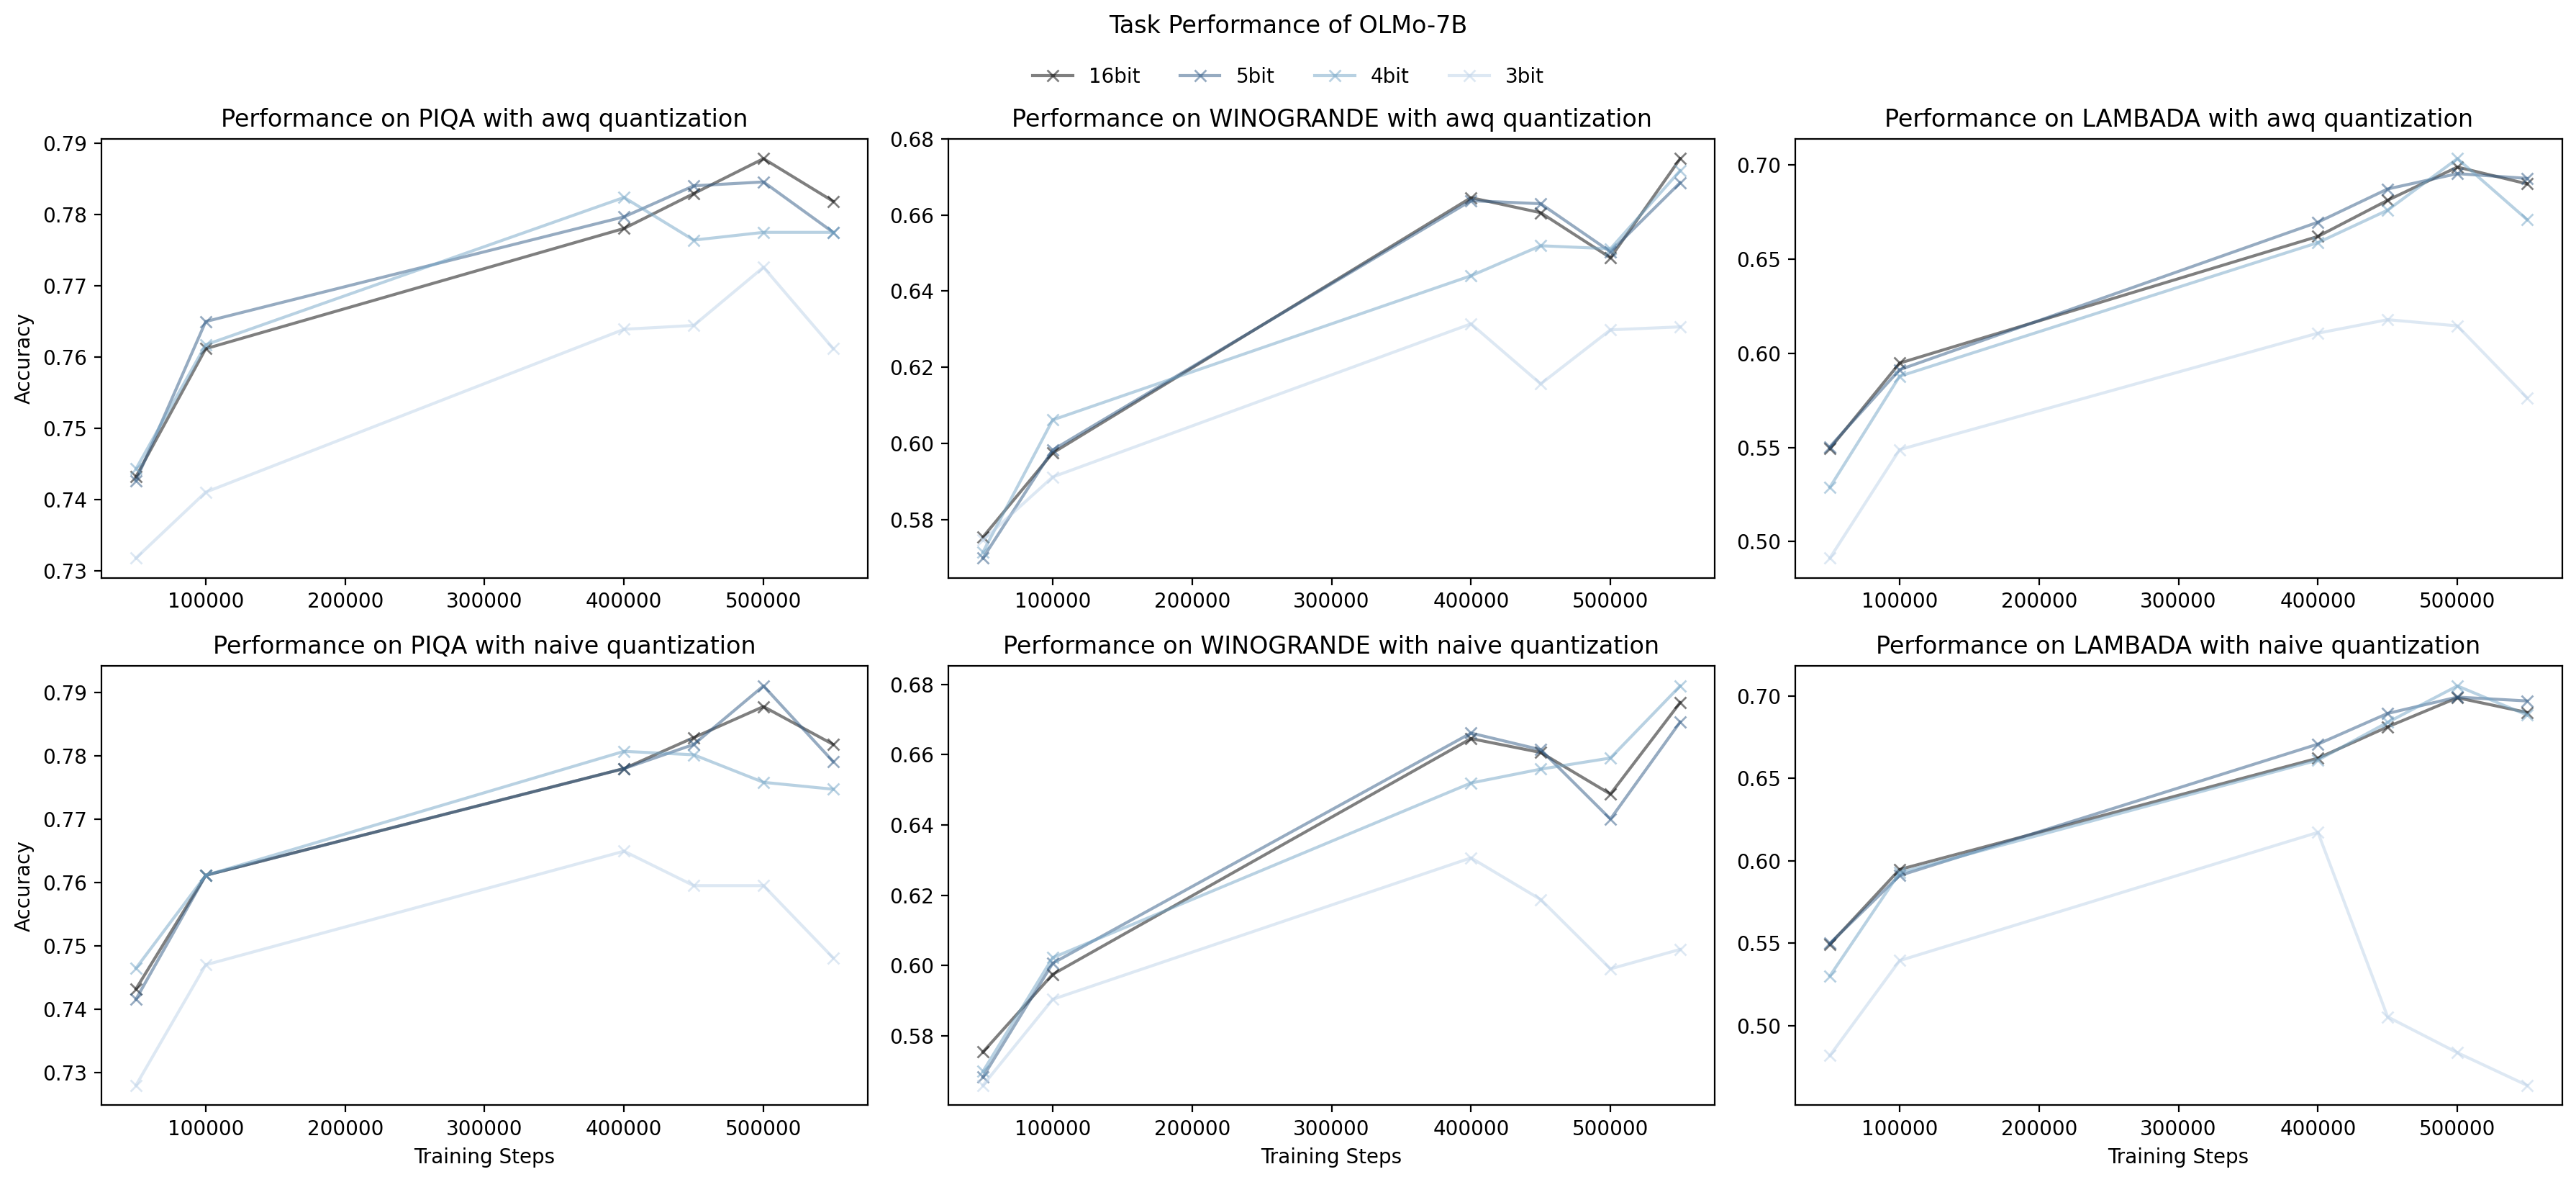 Task Performance of OLMo-7B
16bit 5bit 4bit 3bit
Performance on PIQA with awq quantization
Accuracy
0.79
0.78
0.77
0.76
0.75
0.74
0.73
100000 200000 300000 400000 500000
Performance on WINOGRANDE with awq quantization
0.68
0.66
0.64
0.62
0.60
0.58
100000 200000 300000 400000 500000
Performance on LAMBADA with awq quantization
0.70
0.65
0.60
0.55
0.50
100000 200000 300000 400000 500000
Performance on PIQA with naive quantization
Accuracy
0.79
0.78
0.77
0.76
0.75
0.74
0.73
100000 200000 300000 400000 500000
Training Steps
Performance on WINOGRANDE with naive quantization
0.68
0.66
0.64
0.62
0.60
0.58
100000 200000 300000 400000 500000
Training Steps
Performance on LAMBADA with naive quantization
0.70
0.65
0.60
0.55
0.50
100000 200000 300000 400000 500000
Training Steps